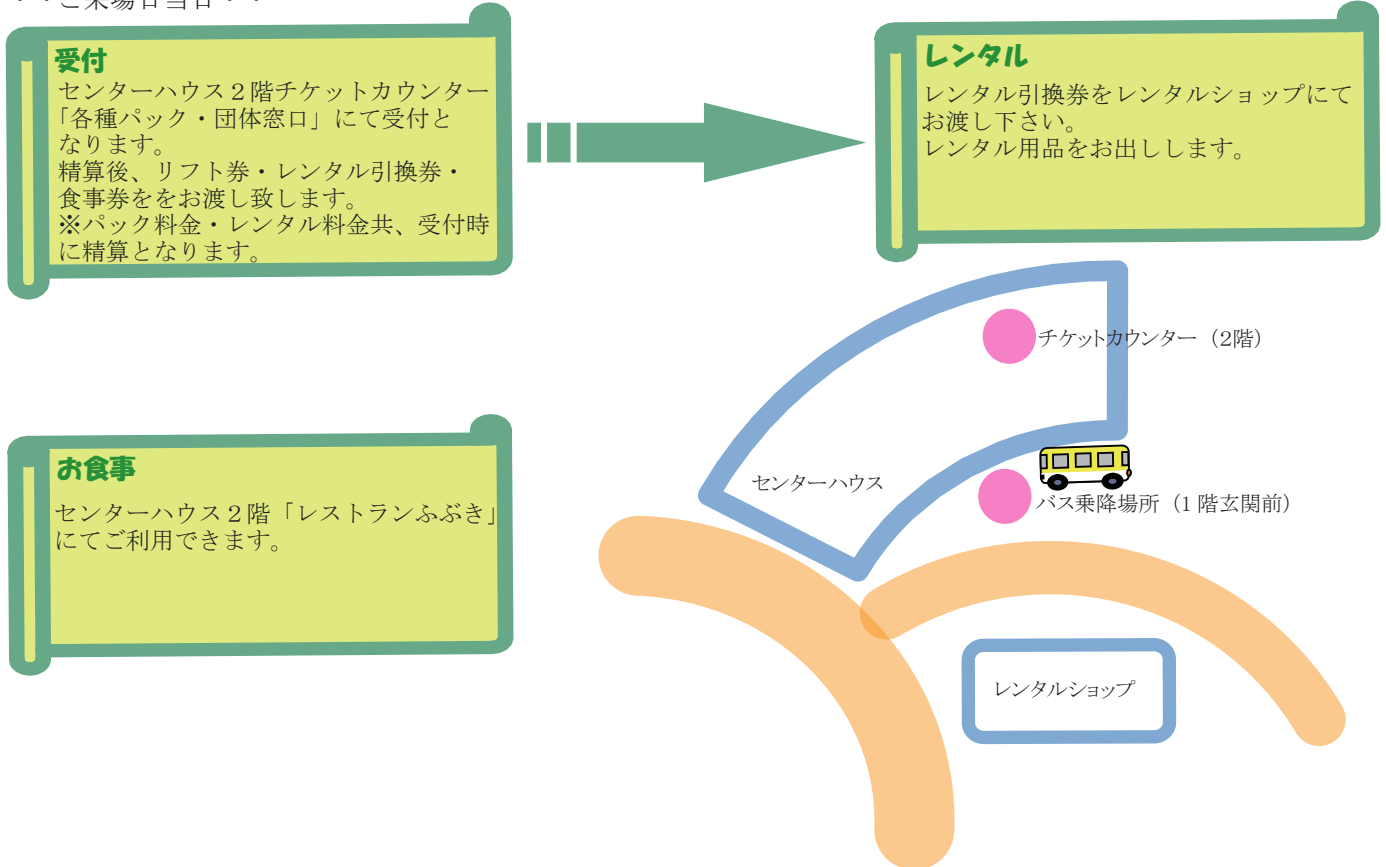 ・・ご来場日当日・・
受付
センターハウス２階チケットカウンター
「各種パック・団体窓口」にて受付と
なります。
精算後、リフト券・レンタル引換券・
食事券ををお渡し致します。
※パック料金・レンタル料金共、受付時
に精算となります。
レンタル
レンタル引換券をレンタルショップにて
お渡し下さい。
レンタル用品をお出しします。
チケットカウンター（2階）
センターハウス
バス乗降場所（1階玄関前）
お食事
センターハウス２階「レストランふぶき」
にてご利用できます。
レンタルショップ